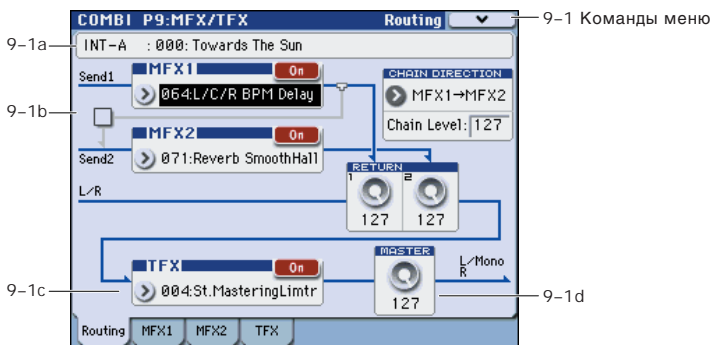 COMBI P9:MFX/TFX Routing
9–1 Команды меню
9–1a
INT-A :000: Towards The Sun
Send1
MFX1 On
064:L/C/R BPM Delay
CHAIN DIRECTION
MFX1→MFX2
Chain Level: 127
9–1b
MFX2 On
Send2
071:Reverb SmoothHall
RETURN
1 2
127 127
L/R
MASTER
127
L/Mono
R
TFX On
9–1c
004:St.MasteringLimtr
9–1d
Routing MFX1 MFX2 TFX